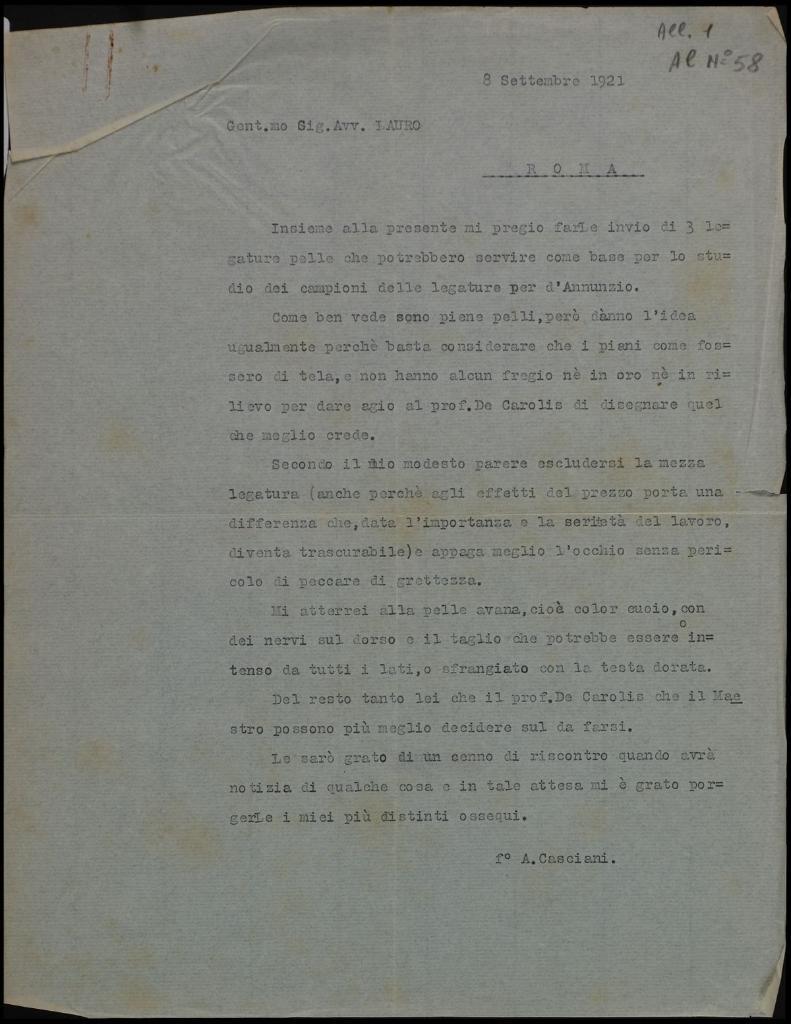 All. 1
Al Nº 58
8 Settembre 1921
Gent.mo Sig.Avv. LAURO
R O M A
Insieme alla presente mi pregio farLe invio di 3 le=
gature pelle che potrebbero servire come base per lo stu=
dio dei campioni delle legature per d'Annunzio.
Come ben vede sono piene pelli,però dànno l'idea
ugualmente perchè basta considerare che i piani come fos=
sero di tela,e non hanno alcun fregio nè in oro nè in ri=
lievo per dare agio al prof.De Carolis di disegnare quel
che meglio crede.
Secondo il mio modesto parere escludersi la mezza
legatura (anche perchè agli effetti del prezzo porta una
differenza che,data l'importanza e la serietà del lavoro,
diventa trascurabile)e appaga meglio l'occhio senza peri=
colo di peccare di grettezza.
Mi atterrei alla pelle avana,cioè color cuoio,con
dei nervi sul dorso e il taglio che potrebbe essere o in=
tenso da tutti i lati,o sfrangiato con la testa dorata.
Del resto tanto lei che il prof.De Carolis che il Mae
stro possono più meglio decidere sul da farsi.
Le sarò grato di un cenno di riscontro quando avrà
notizia di qualche cosa e in tale attesa mi è grato por=
gerLe i miei più distinti ossequi.
fº A.Casciani.